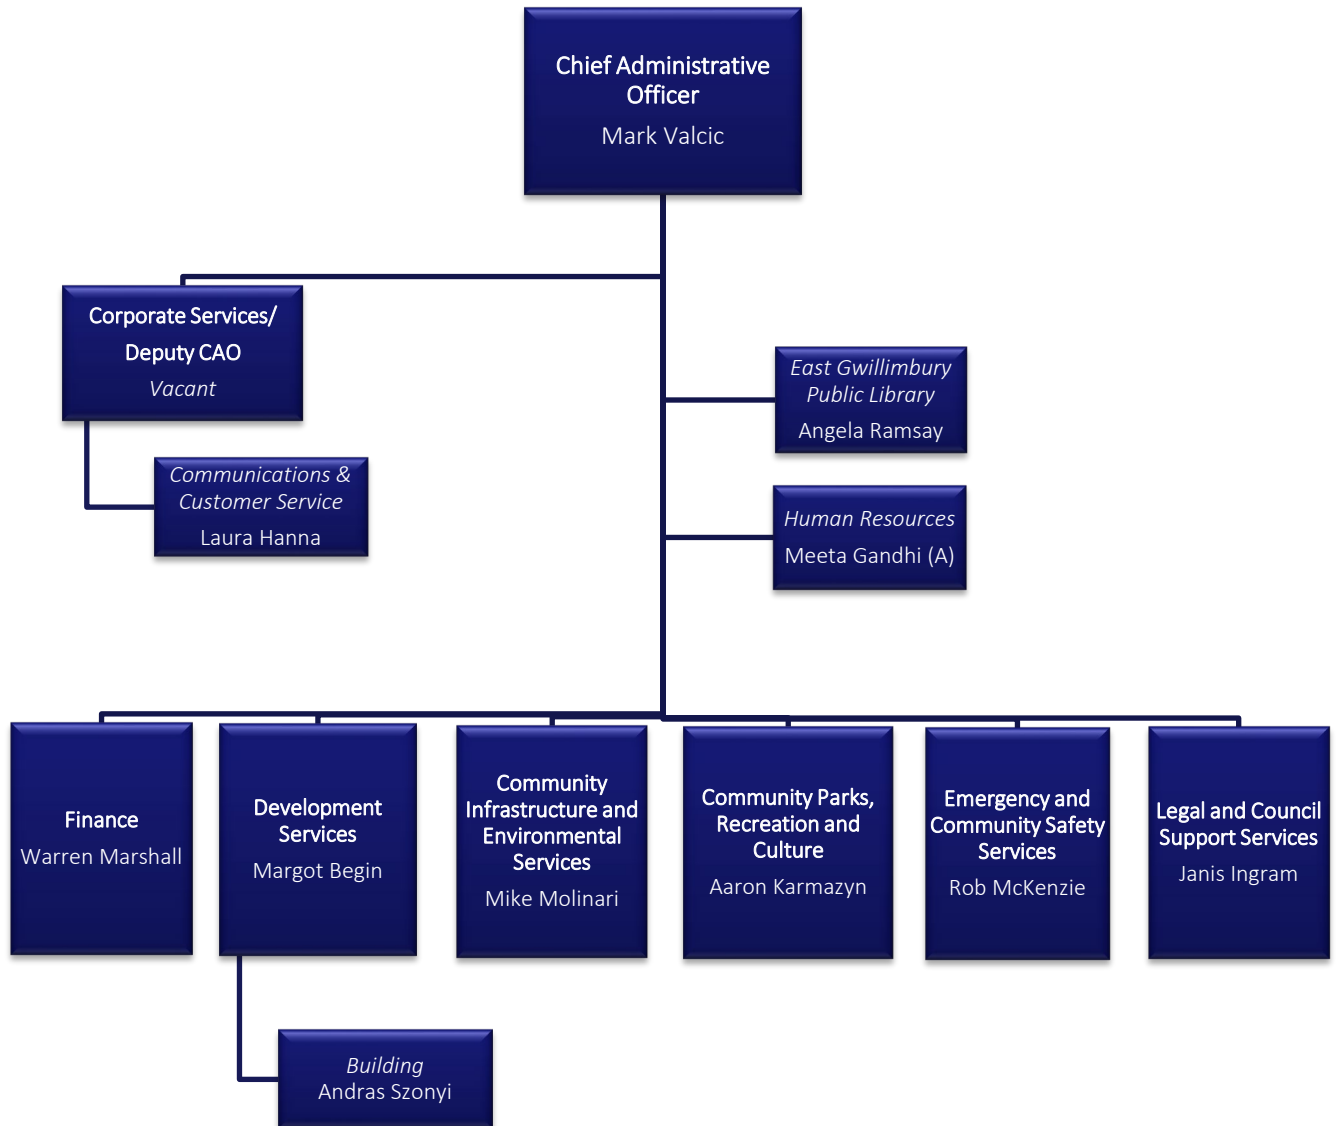 Chief Administrative
Officer
Mark Valcic
Corporate Services/
Deputy CAO
Vacant
East Gwillimbury
Public Library
Angela Ramsay
Communications &
Customer Service
Laura Hanna
Human Resources
Meeta Gandhi (A)
Finance
Warren Marshall
Development
Services
Margot Begin
Community
Infrastructure and
Environmental
Services
Mike Molinari
Community Parks,
Recreation and
Culture
Aaron Karmazyn
Emergency and
Community Safety
Services
Rob McKenzie
Legal and Council
Support Services
Janis Ingram
Building
Andras Szonyi